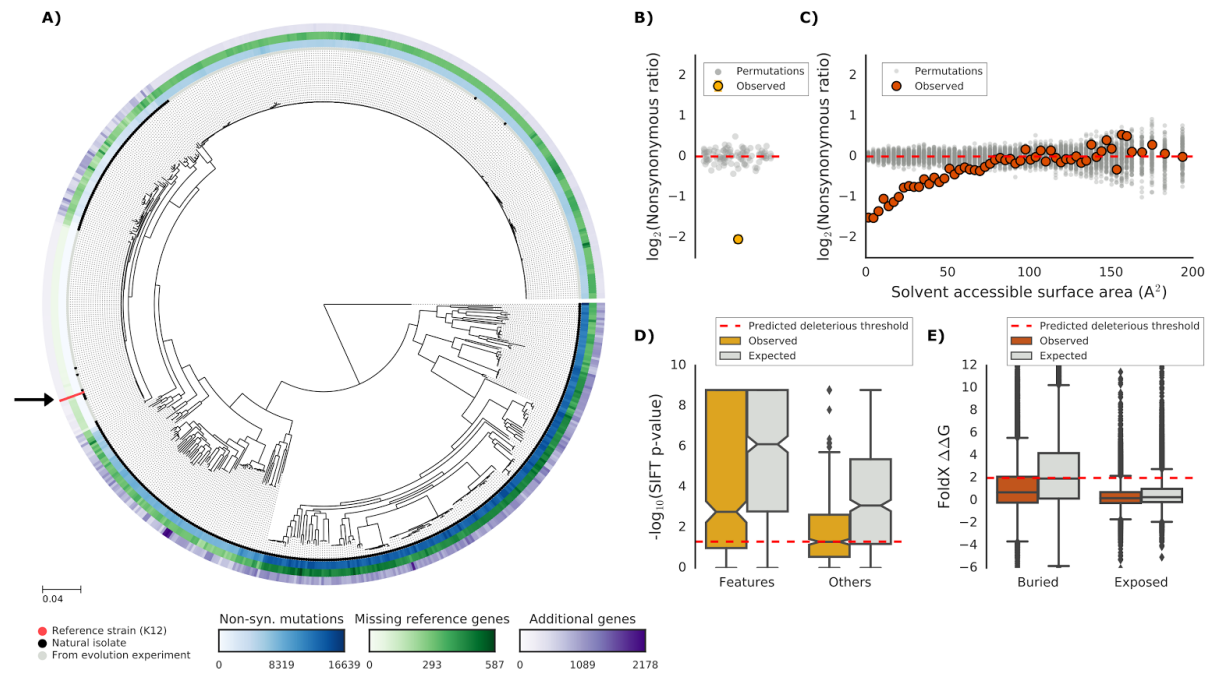 A)
0.04
Reference strain (K12)
Natural isolate
From evolution experiment
Non-syn. mutations
0 8319 16639
Missing reference genes
0 293 587
Additional genes
0 1089 2178
B)
log₂(Nonsynonymous ratio)
2
1
0
−1
−2
Permutations
Observed
C)
log₂(Nonsynonymous ratio)
2
1
0
−1
−2
Permutations
Observed
0 50 100 150 200
Solvent accessible surface area (A²)
D)
Predicted deleterious threshold
Observed
Expected
-log₁₀(SIFT p-value)
10
8
6
4
2
0
Features Others
E)
Predicted deleterious threshold
Observed
Expected
FoldX ΔΔG
12
10
8
6
4
2
0
−2
−4
−6
Buried Exposed